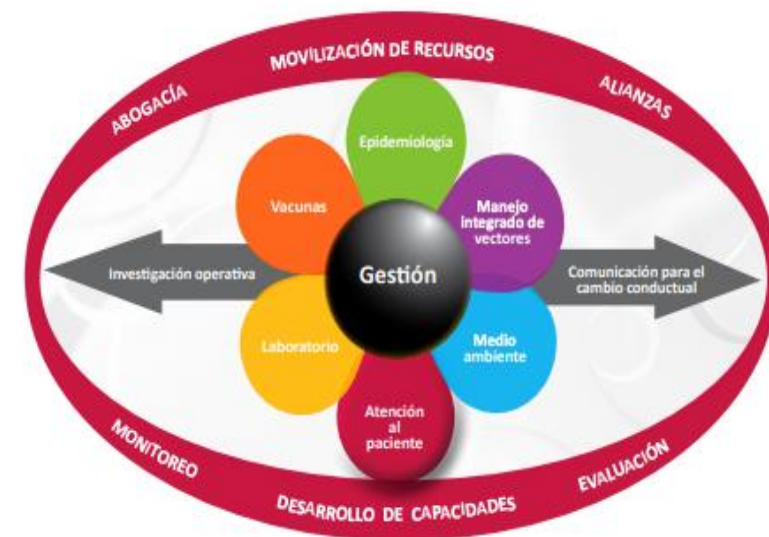 MOVILIZACIÓN DE RECURSOS
ABOGACÍA
ALIANZAS
Epidemiología
Vacunas
Manejo
integrado de
vectores
Investigación operativa
Gestión
Comunicación para el
cambio conductual
Laboratorio
Medio
ambiente
Atención
al
paciente
MONITOREO
DESARROLLO DE CAPACIDADES
EVALUACIÓN